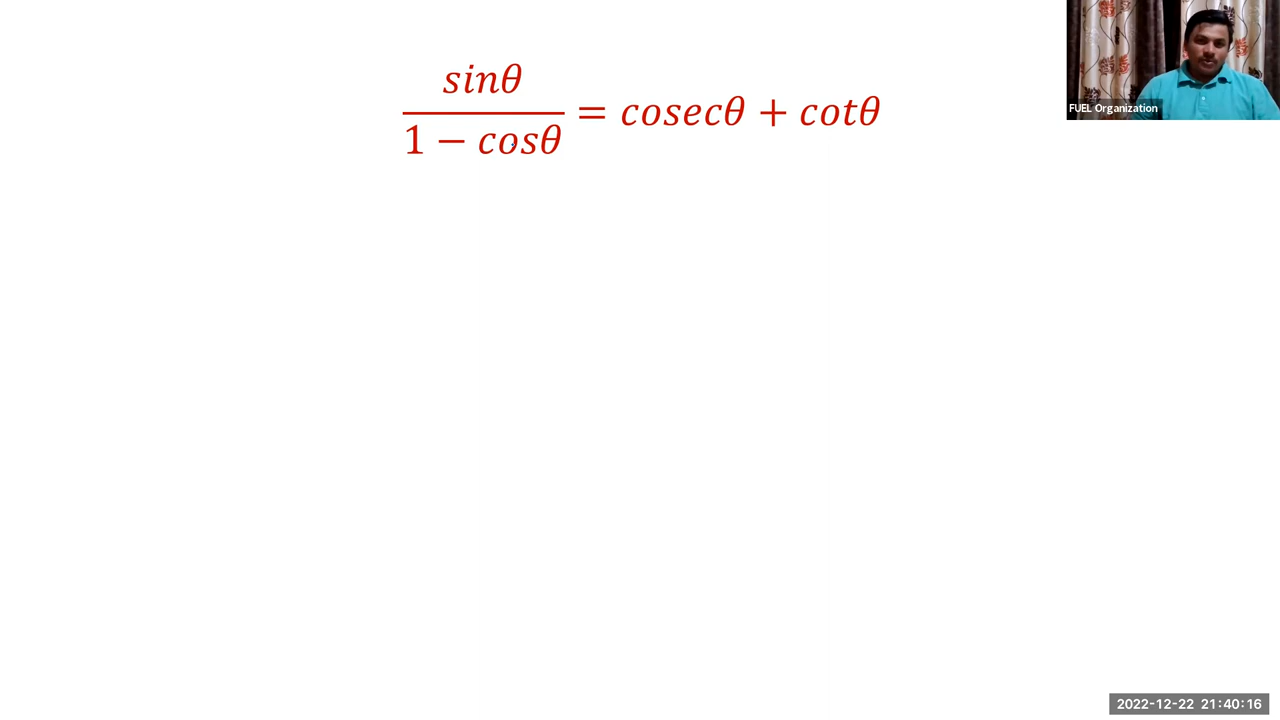 sinθ
1 − cosθ
= cosecθ + cotθ
FUEL Organization
2022-12-22 21:40:16